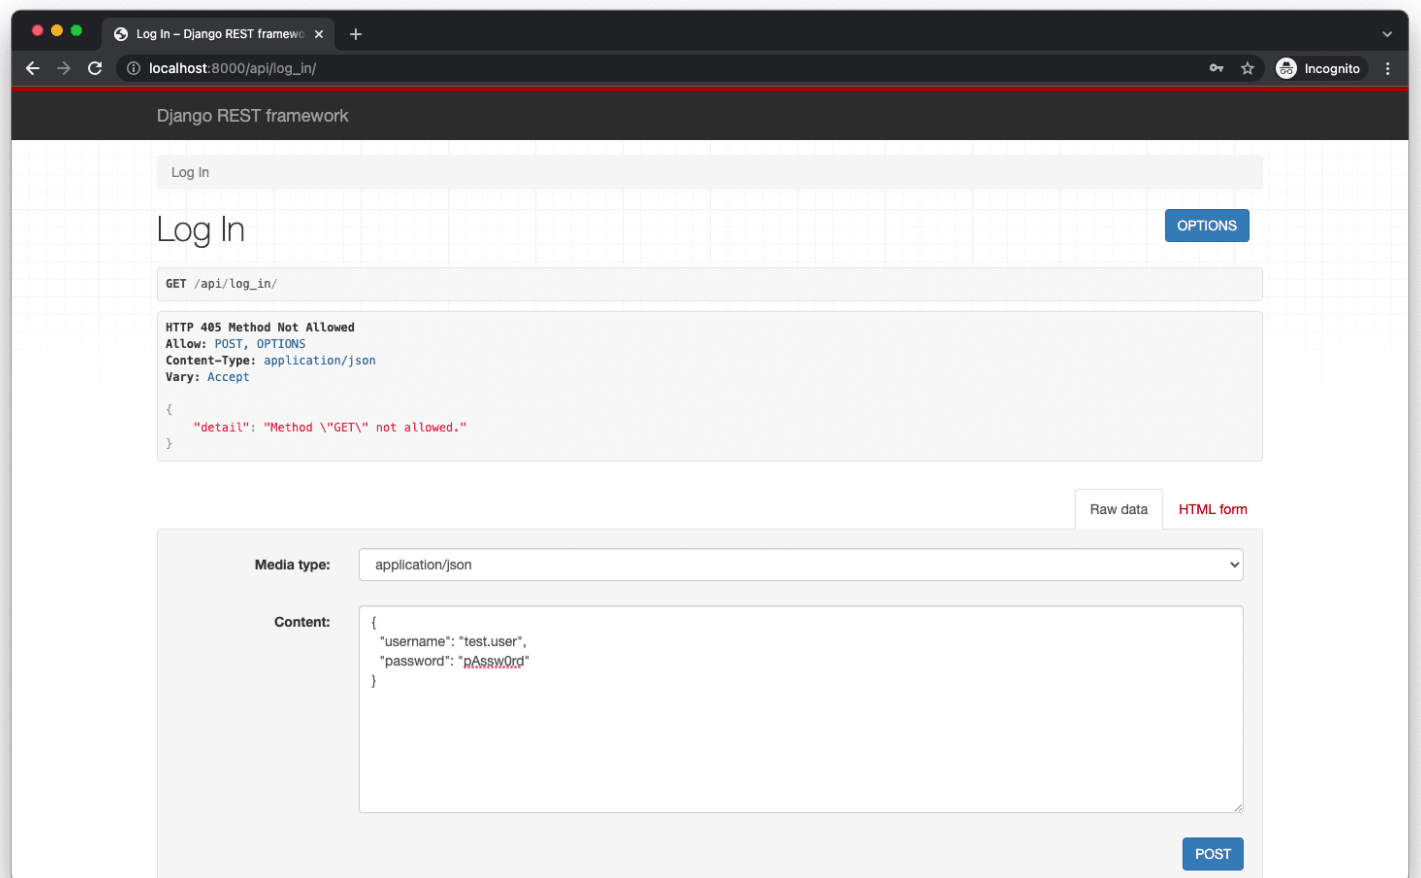 Log In – Django REST framewo
localhost:8000/api/log_in/
Incognito
Django REST framework
Log In
Log In
OPTIONS
GET /api/log_in/
HTTP 405 Method Not Allowed
Allow: POST, OPTIONS
Content-Type: application/json
Vary: Accept
{
"detail": "Method \"GET\" not allowed."
}
Raw data
HTML form
Media type:
application/json
Content:
{
"username": "test.user",
"password": "pAssw0rd"
}
POST